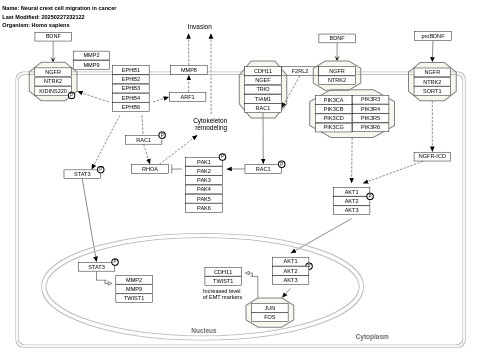 Name: Neural crest cell migration in cancer
Last Modified: 20250227232122
Organism: Homo sapiens
BDNF
Invasion
BDNF
proBDNF
MMP2
MMP9
NGFR
NTRK2
KIDINS220
P
EPHB1
EPHB2
EPHB3
EPHB4
EPHB6
MMP8
ARF1
CDH11
NGEF
TRIO
TIAM1
RAC1
F2RL2
NGFR
NTRK2
NGFR
NTRK2
SORT1
PIK3CA
PIK3CB
PIK3CD
PIK3CG
PIK3R3
PIK3R4
PIK3R5
PIK3R6
Cytoskeleton
remodeling
RAC1
P
RHOA
STAT3
P
PAK1
PAK2
PAK3
PAK4
PAK5
PAK6
P
RAC1
P
NGFR-ICD
AKT1
AKT2
AKT3
P
STAT3
P
MMP2
MMP9
TWIST1
CDH11
TWIST1
Increased level
of EMT markers
AKT1
AKT2
AKT3
P
JUN
FOS
Nucleus
Cytoplasm